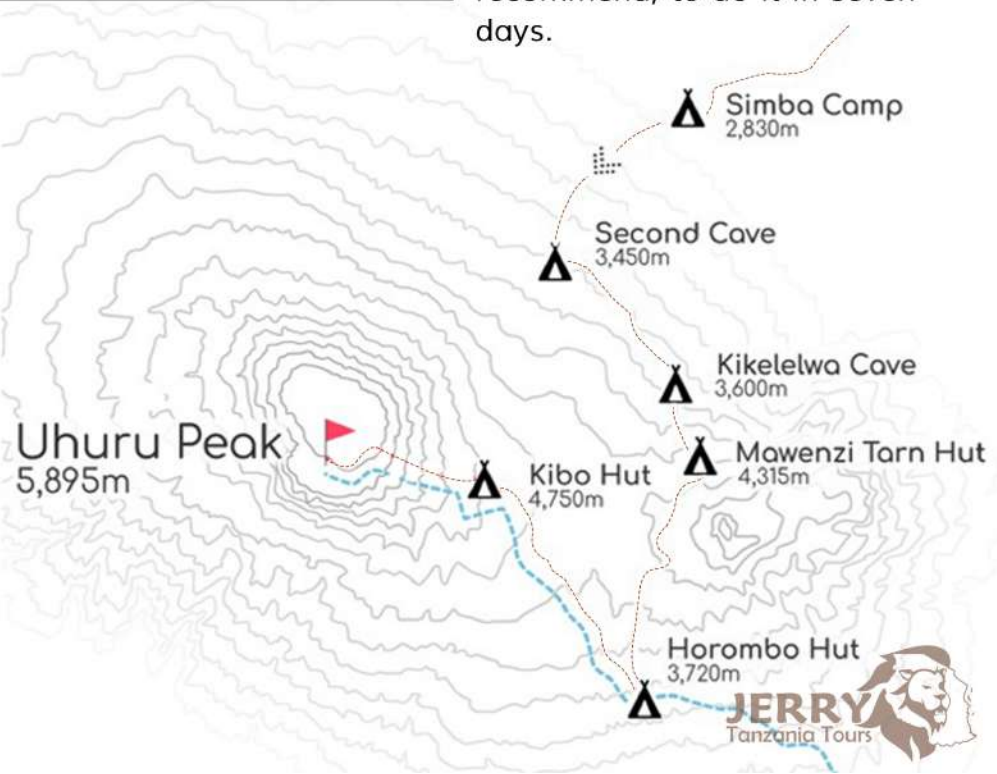 days.
Simba Camp
2,830m
Second Cave
3,450m
Kikelelwa Cave
3,600m
Uhuru Peak
5,895m
Kibo Hut
4,750m
Mawenzi Tarn Hut
4,315m
Horombo Hut
3,720m
JERRY
Tanzania Tours